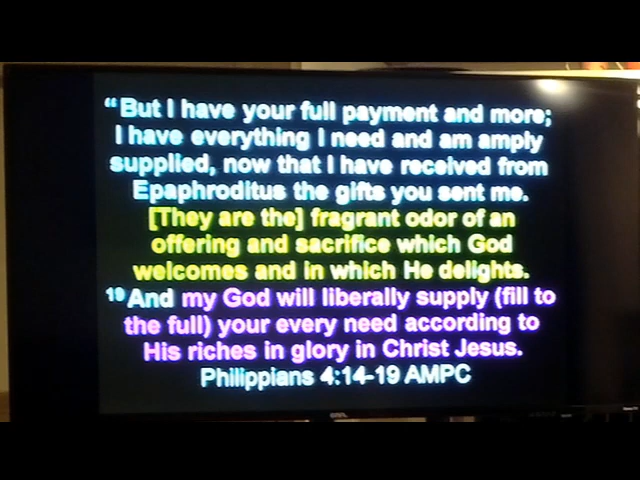 “But I have your full payment and more;
I have everything I need and am amply
supplied, now that I have received from
Epaphroditus the gifts you sent me.
[They are the] fragrant odor of an
offering and sacrifice which God
welcomes and in which He delights.
19 And my God will liberally supply (fill to
the full) your every need according to
His riches in glory in Christ Jesus.
Philippians 4:14-19 AMPC